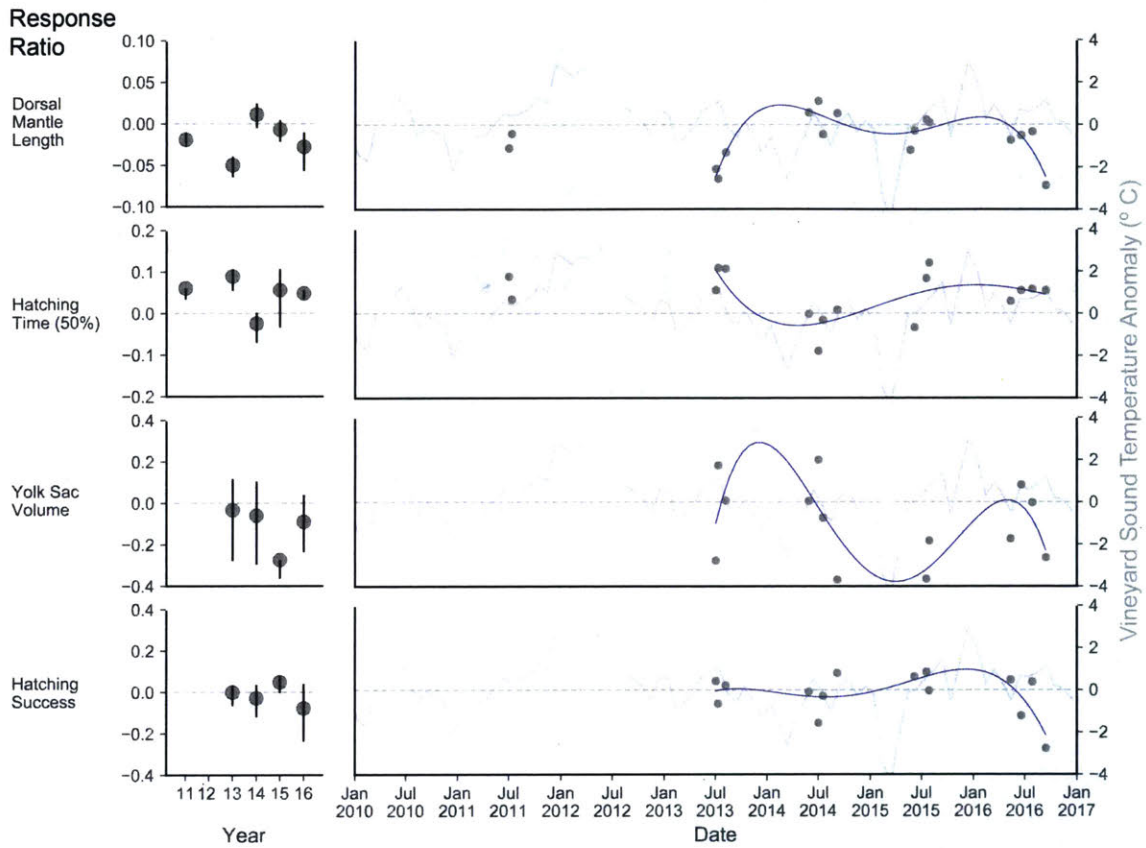 Response
Ratio
Dorsal
Mantle
Length
0.10
0.05
0.00
−0.05
−0.10
4
2
0
−2
−4
Hatching
Time (50%)
0.2
0.1
0.0
−0.1
−0.2
4
2
0
−2
−4
Yolk Sac
Volume
0.4
0.2
0.0
−0.2
−0.4
4
2
0
−2
−4
Hatching
Success
0.4
0.2
0.0
−0.2
−0.4
4
2
0
−2
−4
Vineyard Sound Temperature Anomaly (º C)
11 12 13 14 15 16
Year
Jan Jul Jan Jul Jan Jul Jan Jul Jan Jul Jan Jul Jan Jul Jan
2010 2010 2011 2011 2012 2012 2013 2013 2014 2014 2015 2015 2016 2016 2017
Date